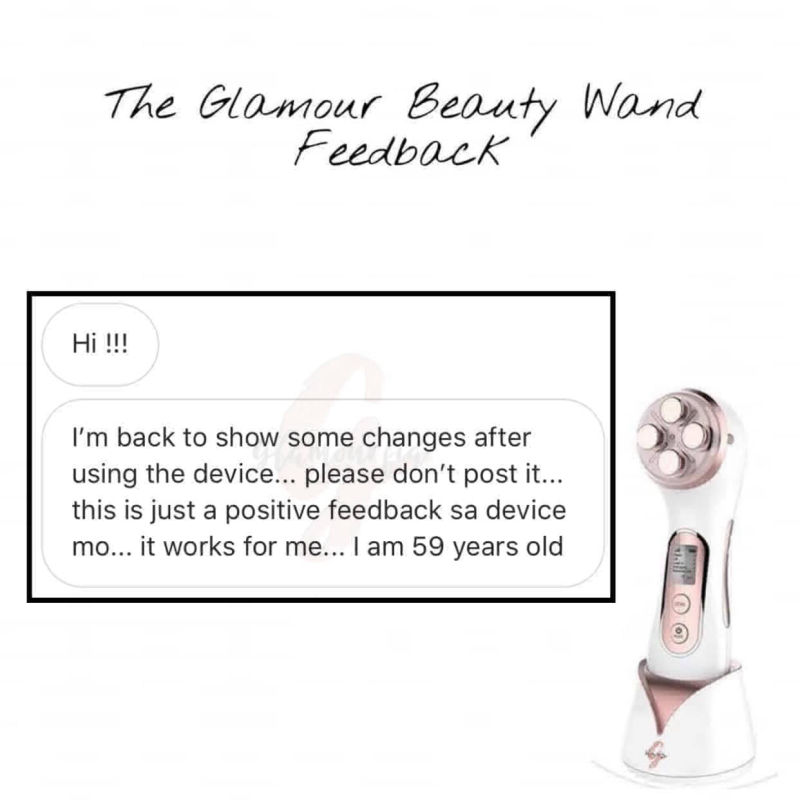 The Glamour Beauty Wand
Feedback
Hi !!!
I'm back to show some changes after
using the device... please don't post it...
this is just a positive feedback sa device
mo... it works for me... I am 59 years old